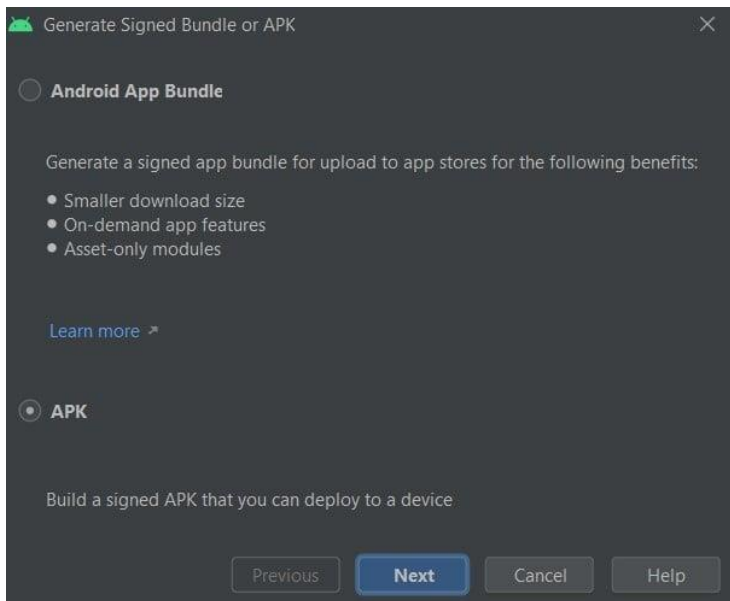 Generate Signed Bundle or APK
Android App Bundle
Generate a signed app bundle for upload to app stores for the following benefits:
• Smaller download size
• On-demand app features
• Asset-only modules
Learn more ↗
APK
Build a signed APK that you can deploy to a device
Previous Next Cancel Help